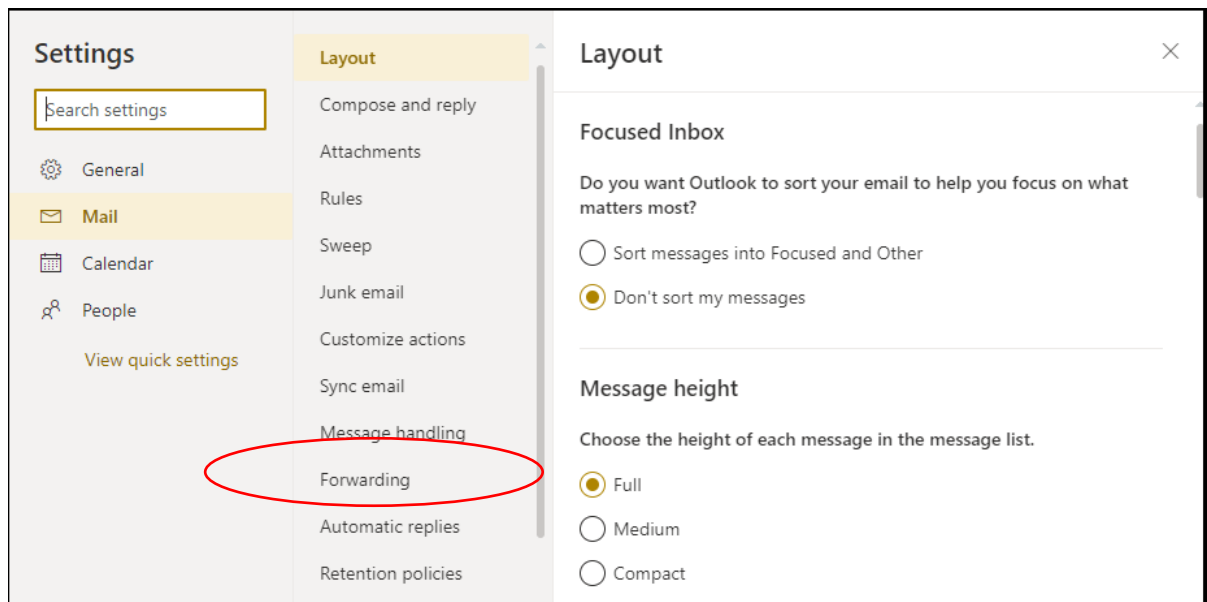 Settings
Search settings
General
Mail
Calendar
People
View quick settings
Layout
Compose and reply
Attachments
Rules
Sweep
Junk email
Customize actions
Sync email
Message handling
Forwarding
Automatic replies
Retention policies
Layout
Focused Inbox
Do you want Outlook to sort your email to help you focus on what
matters most?
Sort messages into Focused and Other
Don't sort my messages
Message height
Choose the height of each message in the message list.
Full
Medium
Compact